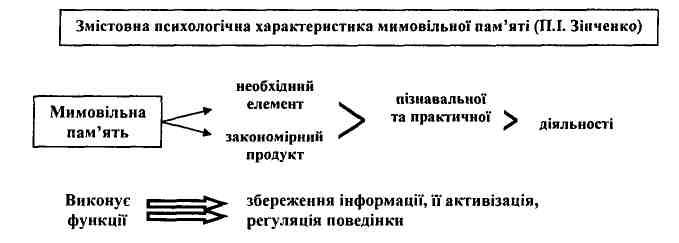 Змістовна психологічна характеристика мимовільної пам’яті (П.І. Зінченко)
необхідний
елемент
Мимовільна
пам’ять
закономірний
продукт
пізнавальної
та практичної
діяльності
Виконує
функції
збереження інформації, її активізація,
регуляція поведінки